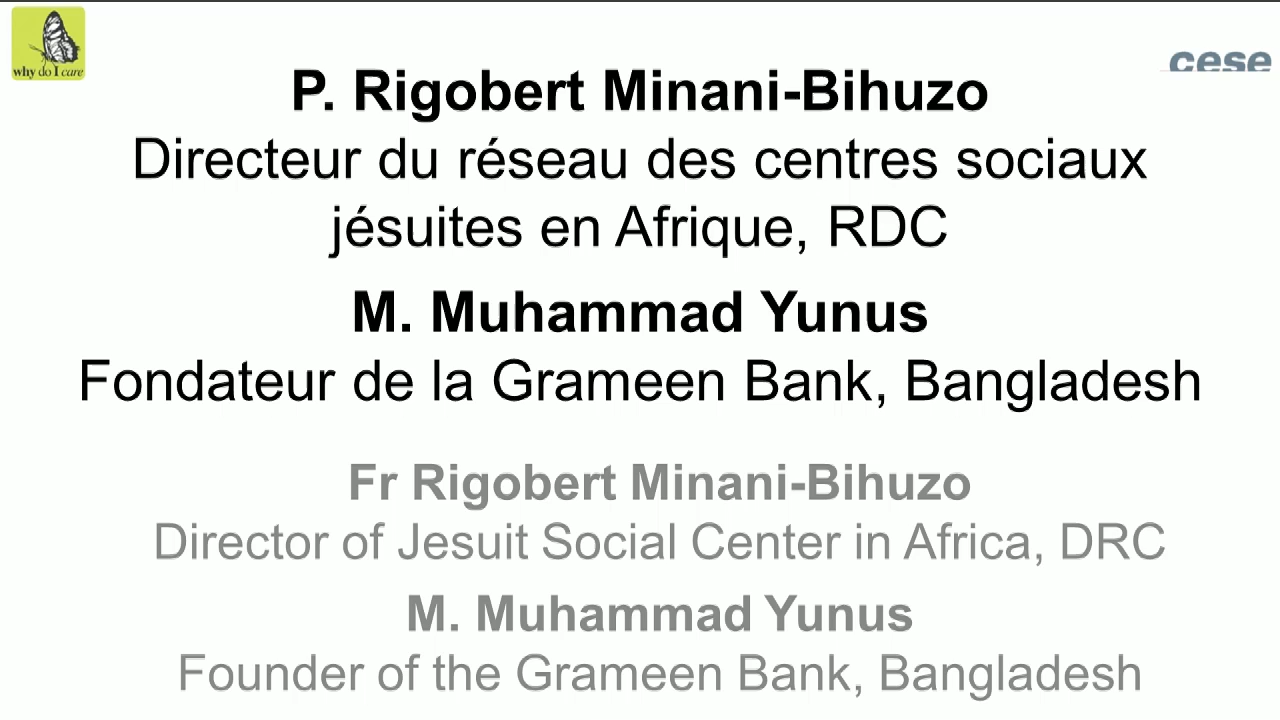 why do I care
cese
P. Rigobert Minani-Bihuzo
Directeur du réseau des centres sociaux
jésuites en Afrique, RDC
M. Muhammad Yunus
Fondateur de la Grameen Bank, Bangladesh
Fr Rigobert Minani-Bihuzo
Director of Jesuit Social Center in Africa, DRC
M. Muhammad Yunus
Founder of the Grameen Bank, Bangladesh